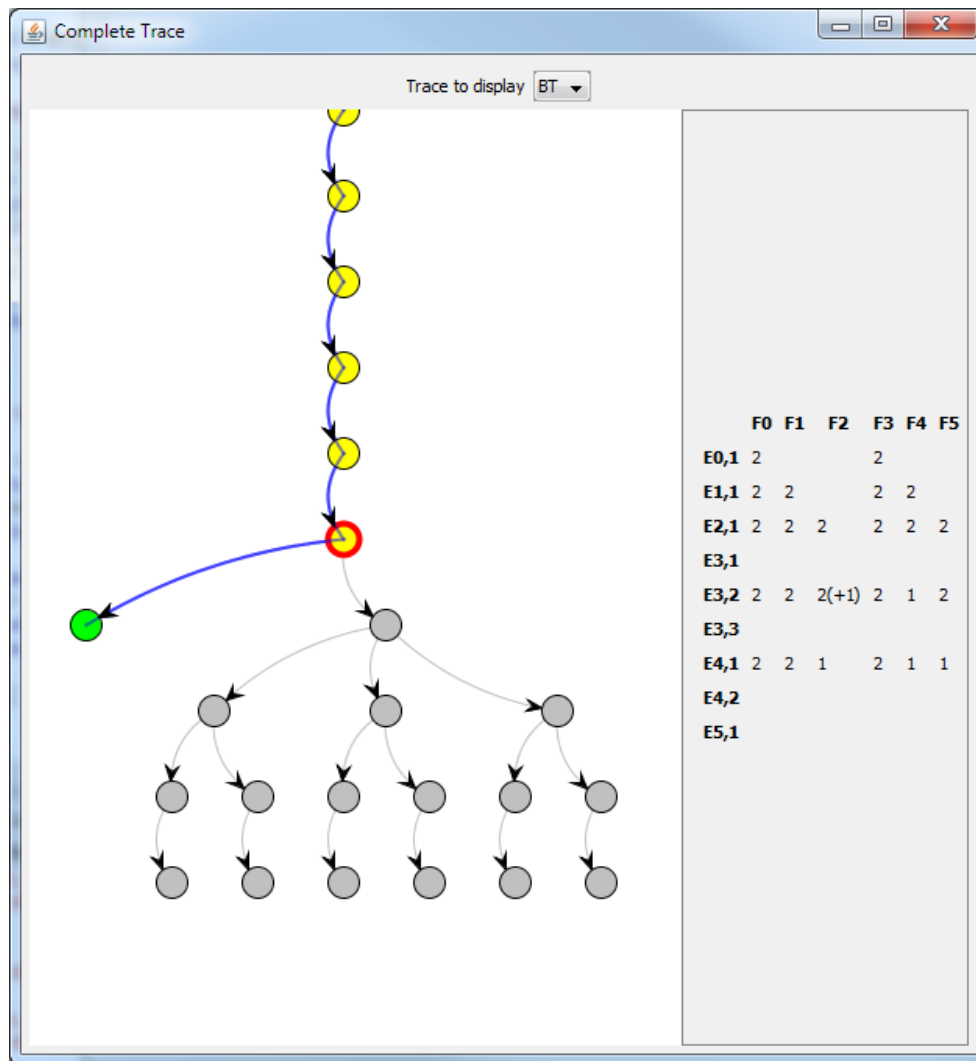 Complete Trace
Trace to display BT
F0 F1 F2 F3 F4 F5
E0,1 2 2
E1,1 2 2 2 2
E2,1 2 2 2 2 2 2
E3,1
E3,2 2 2 2(+1) 2 1 2
E3,3
E4,1 2 2 1 2 1 1
E4,2
E5,1